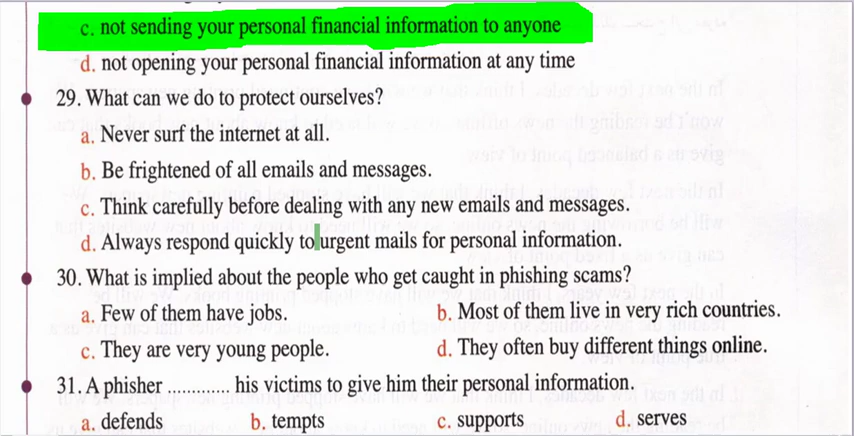 c. not sending your personal financial information to anyone
d. not opening your personal financial information at any time
29. What can we do to protect ourselves?
a. Never surf the internet at all.
b. Be frightened of all emails and messages.
c. Think carefully before dealing with any new emails and messages.
d. Always respond quickly to urgent mails for personal information.
30. What is implied about the people who get caught in phishing scams?
a. Few of them have jobs. b. Most of them live in very rich countries.
c. They are very young people. d. They often buy different things online.
31. A phisher ............ his victims to give him their personal information.
a. defends b. tempts c. supports d. serves